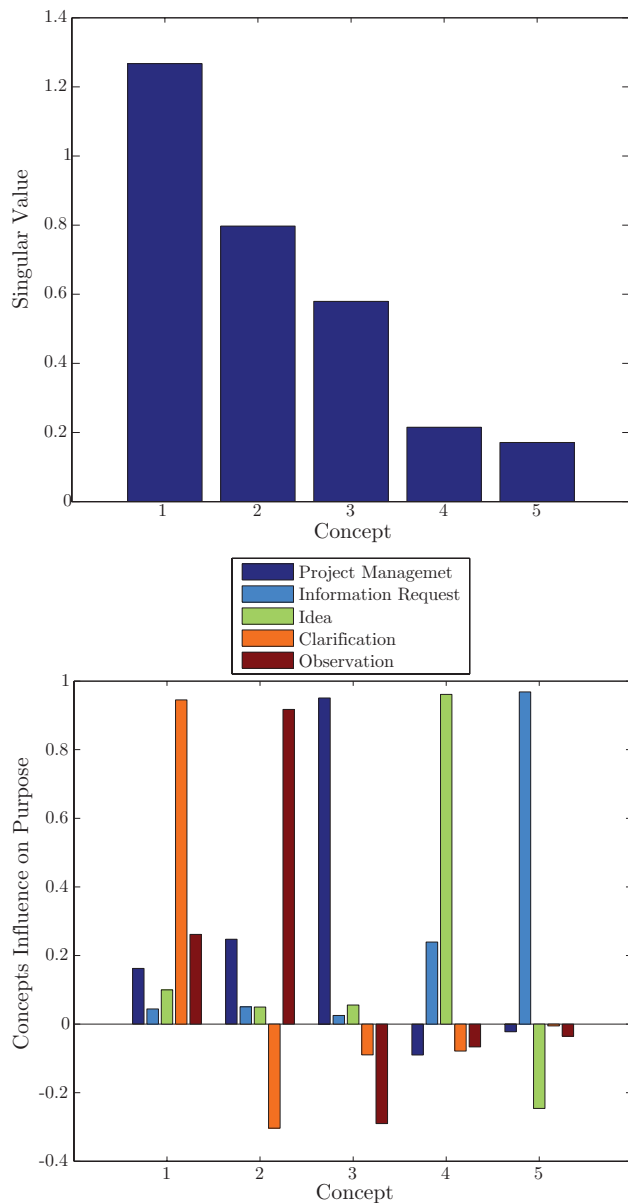 1.4
1.2
1
0.8
0.6
0.4
0.2
0
Singular Value
1 2 3 4 5
Concept
Project Managemet
Information Request
Idea
Clarification
Observation
1
0.8
0.6
0.4
0.2
0
-0.2
-0.4
Concepts Influence on Purpose
1 2 3 4 5
Concept